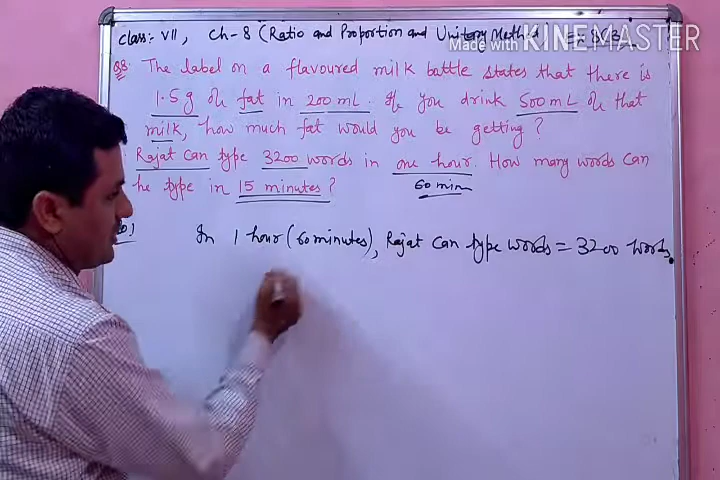 Class:- VII, Ch-8 (Ratio and Proportion and Unitary Method)
Made with KINEMASTER
Q8. The label on a flavoured milk battle states that there is
1.5 g of fat in 200 mL. If you drink 500 mL of that
milk, how much fat would you be getting?
Rajat can type 3200 words in one hour. How many words can
he type in 15 minutes?
60 min
In 1 hour (60 minutes), Rajat can type words = 3200 words.